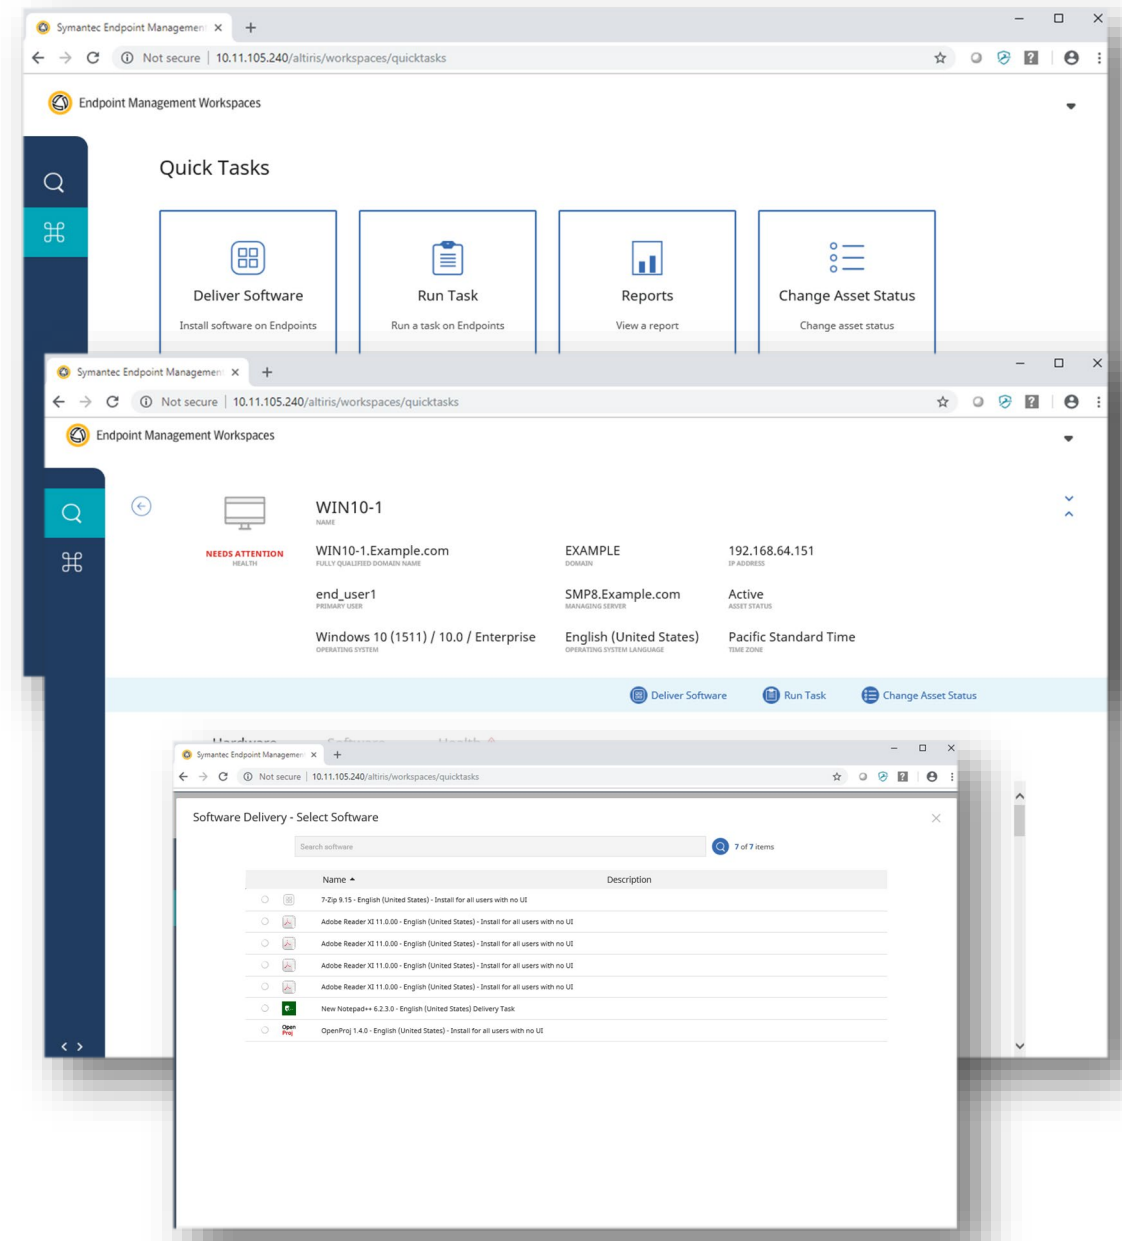 Symantec Endpoint Management
Not secure | 10.11.105.240/altiris/workspaces/quicktasks
Endpoint Management Workspaces
Quick Tasks
Deliver Software
Install software on Endpoints
Run Task
Run a task on Endpoints
Reports
View a report
Change Asset Status
Change asset status
Symantec Endpoint Management
Not secure | 10.11.105.240/altiris/workspaces/quicktasks
Endpoint Management Workspaces
NEEDS ATTENTION
HEALTH
WIN10-1
NAME
WIN10-1.Example.com
FULLY QUALIFIED DOMAIN NAME
EXAMPLE
DOMAIN
192.168.64.151
IP ADDRESS
end_user1
PRIMARY USER
SMP8.Example.com
MANAGING SERVER
Active
ASSET STATUS
Windows 10 (1511) / 10.0 / Enterprise
OPERATING SYSTEM
English (United States)
OPERATING SYSTEM LANGUAGE
Pacific Standard Time
TIME ZONE
Deliver Software Run Task Change Asset Status
Hardware Software Health
Symantec Endpoint Management
Not secure | 10.11.105.240/altiris/workspaces/quicktasks
Software Delivery - Select Software
Search software
7 of 7 items
Name Description
7-Zip 9.15 - English (United States) - Install for all users with no UI
Adobe Reader XI 11.0.00 - English (United States) - Install for all users with no UI
Adobe Reader XI 11.0.00 - English (United States) - Install for all users with no UI
Adobe Reader XI 11.0.00 - English (United States) - Install for all users with no UI
Adobe Reader XI 11.0.00 - English (United States) - Install for all users with no UI
New Notepad++ 6.2.3.0 - English (United States) Delivery Task
Open
Proj
OpenProj 1.4.0 - English (United States) - Install for all users with no UI